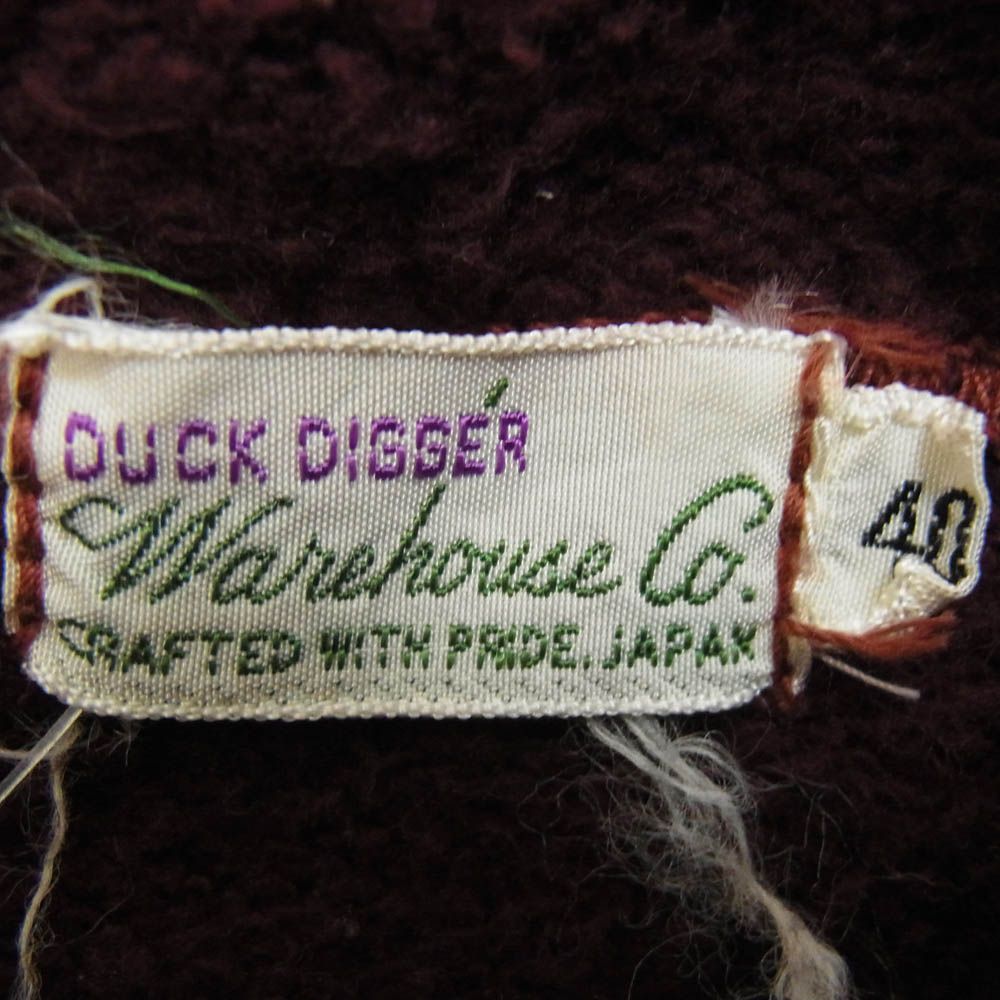 DUCK DIGGER
Warehouse Co.
CRAFTED WITH PRIDE. JAPAN
40